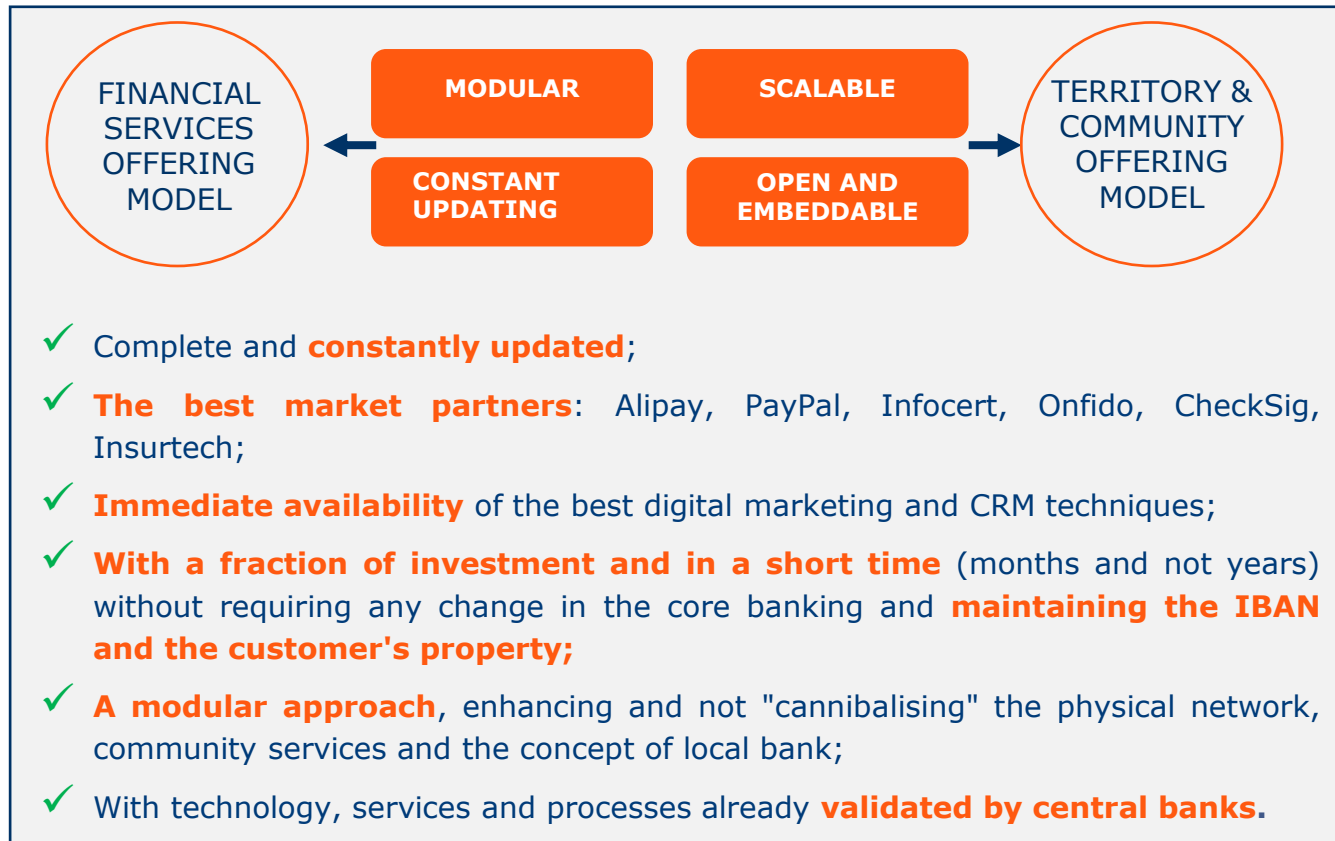 FINANCIAL
SERVICES
OFFERING
MODEL
MODULAR
SCALABLE
CONSTANT
UPDATING
OPEN AND
EMBEDDABLE
TERRITORY &
COMMUNITY
OFFERING
MODEL
✓ Complete and constantly updated;
✓ The best market partners: Alipay, PayPal, Infocert, Onfido, CheckSig,
Insurtech;
✓ Immediate availability of the best digital marketing and CRM techniques;
✓ With a fraction of investment and in a short time (months and not years)
without requiring any change in the core banking and maintaining the IBAN
and the customer's property;
✓ A modular approach, enhancing and not "cannibalising" the physical network,
community services and the concept of local bank;
✓ With technology, services and processes already validated by central banks.